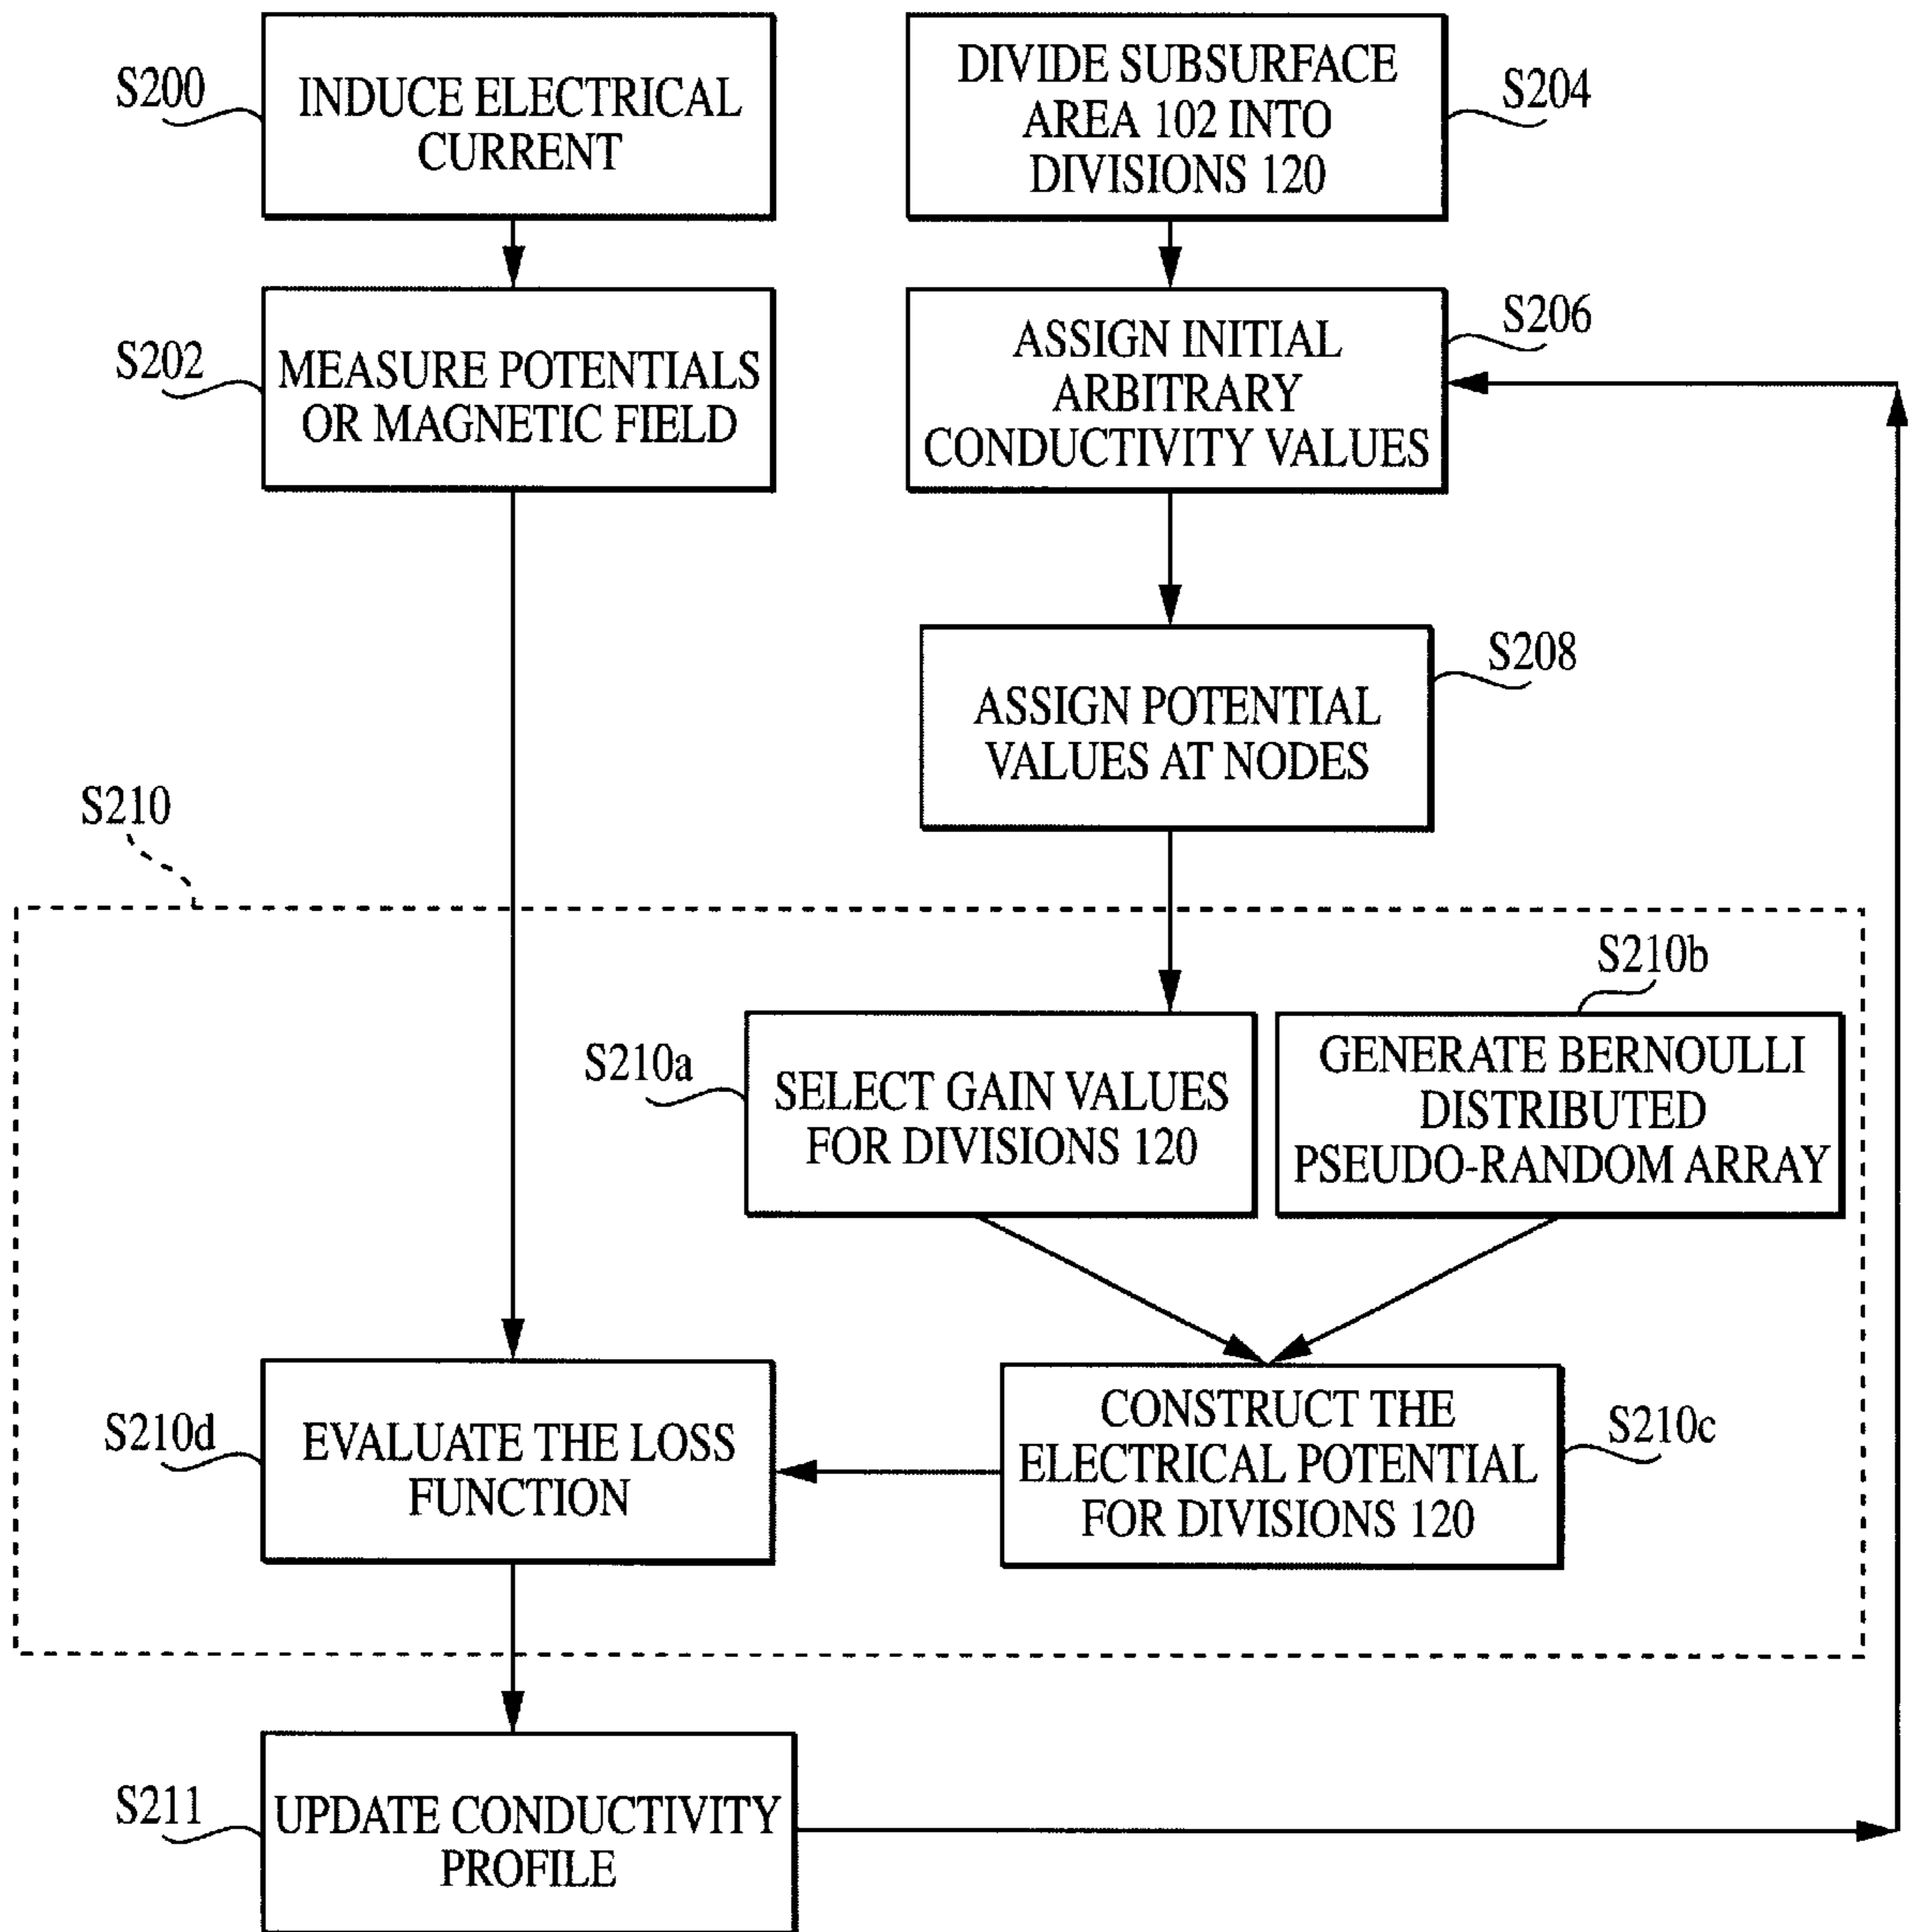 S200
INDUCE ELECTRICAL
CURRENT
DIVIDE SUBSURFACE
AREA 102 INTO
DIVISIONS 120
S204
S202
MEASURE POTENTIALS
OR MAGNETIC FIELD
ASSIGN INITIAL
ARBITRARY
CONDUCTIVITY VALUES
S206
ASSIGN POTENTIAL
VALUES AT NODES
S208
S210
S210a
SELECT GAIN VALUES
FOR DIVISIONS 120
S210b
GENERATE BERNOULLI
DISTRIBUTED
PSEUDO-RANDOM ARRAY
S210d
EVALUATE THE LOSS
FUNCTION
CONSTRUCT THE
ELECTRICAL POTENTIAL
FOR DIVISIONS 120
S210c
S211
UPDATE CONDUCTIVITY
PROFILE